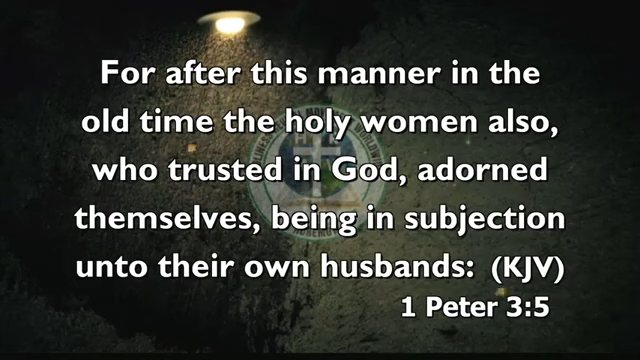 For after this manner in the
old time the holy women also,
who trusted in God, adorned
themselves, being in subjection
unto their own husbands: (KJV)
1 Peter 3:5